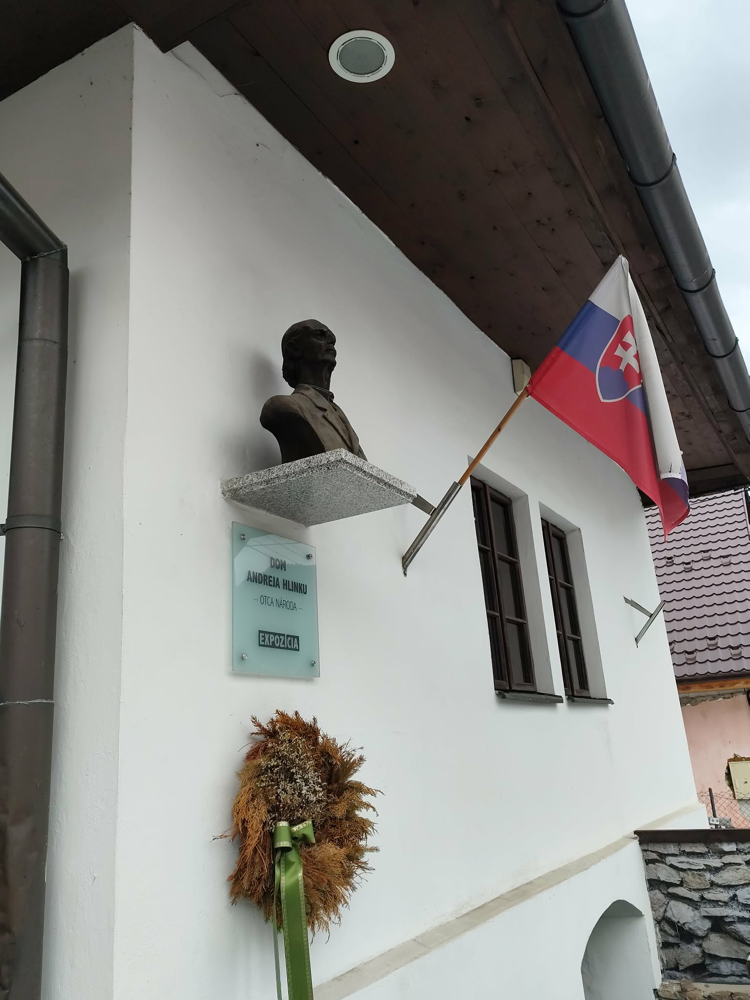 DOM
ANDREJA HLINKU
– OTCA NÁRODA –
EXPOZÍCIA